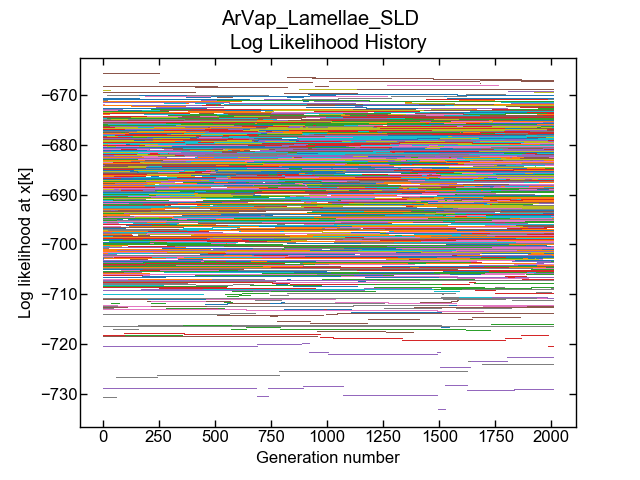 ArVap_Lamellae_SLD
Log Likelihood History
Log likelihood at x[k]
−670
−680
−690
−700
−710
−720
−730
0 250 500 750 1000 1250 1500 1750 2000
Generation number